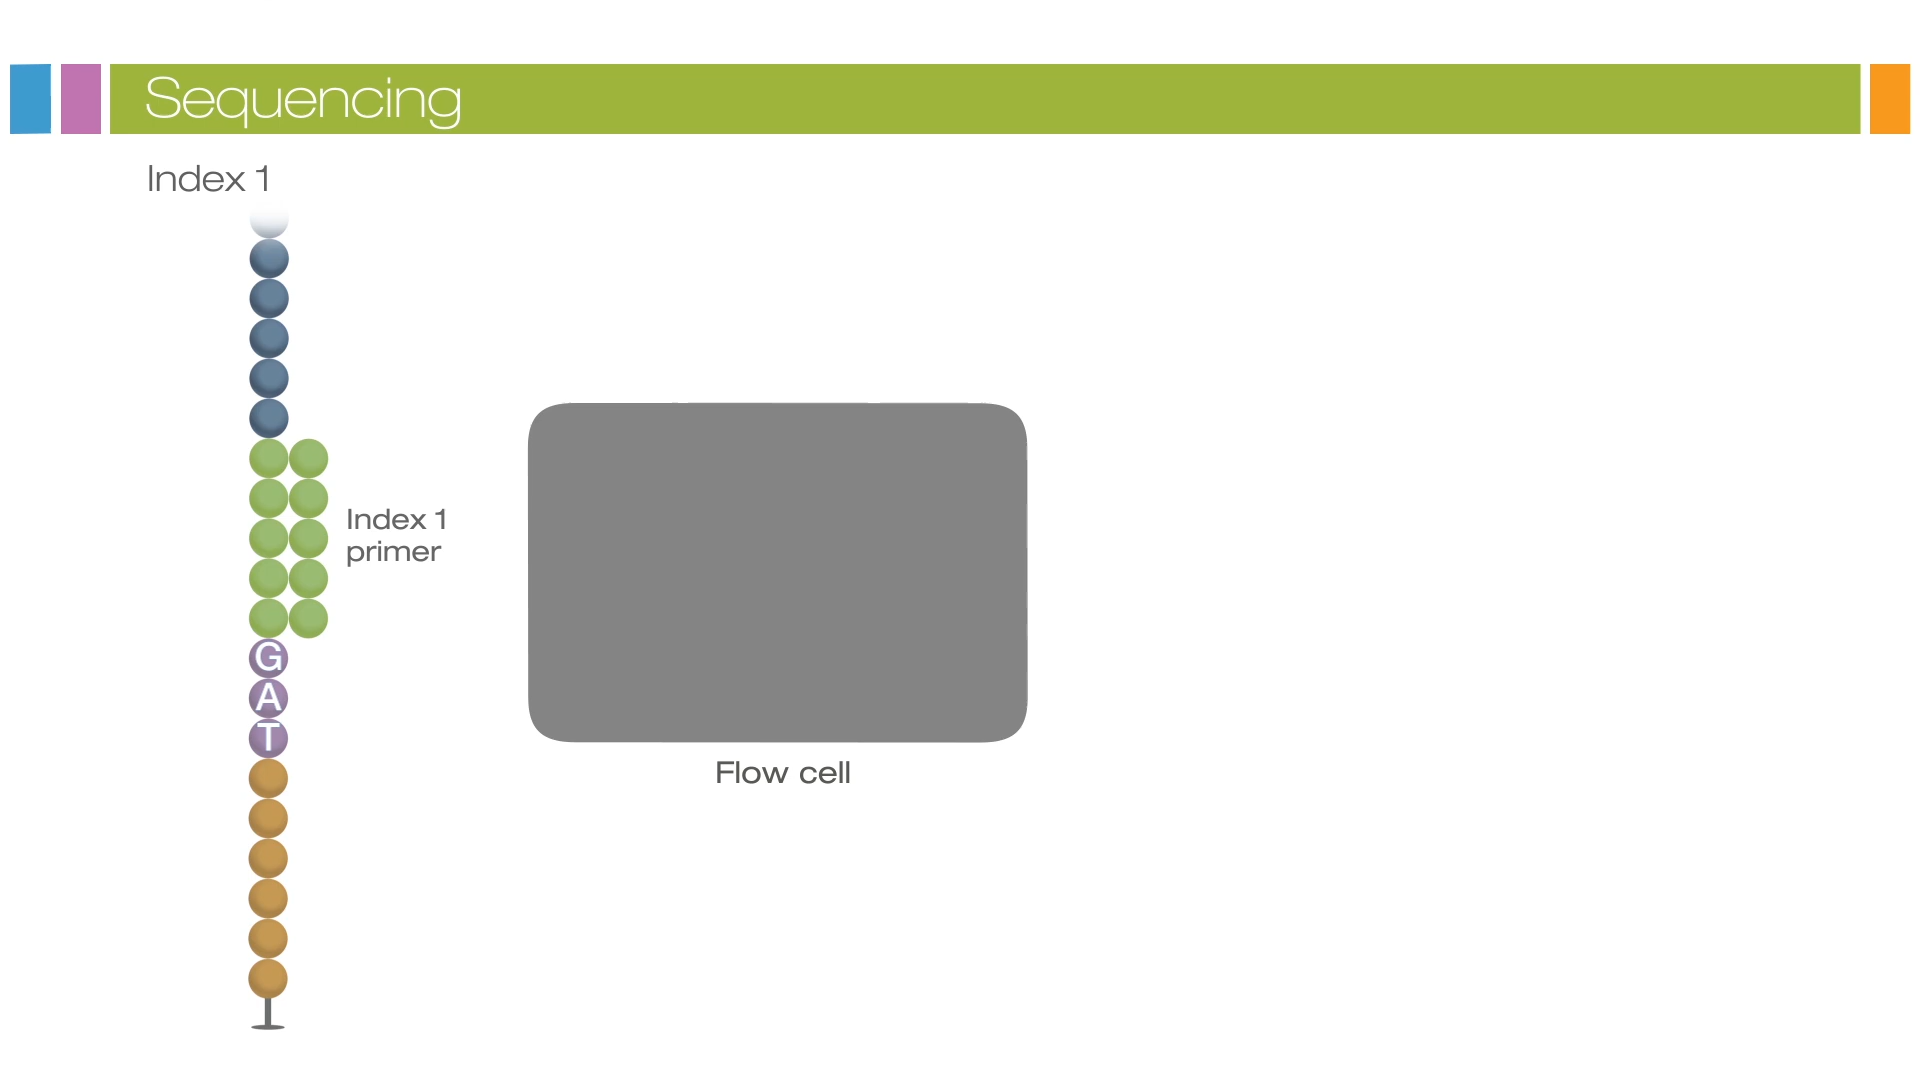 Sequencing
Index 1
Index 1
primer
G
A
T
Flow cell